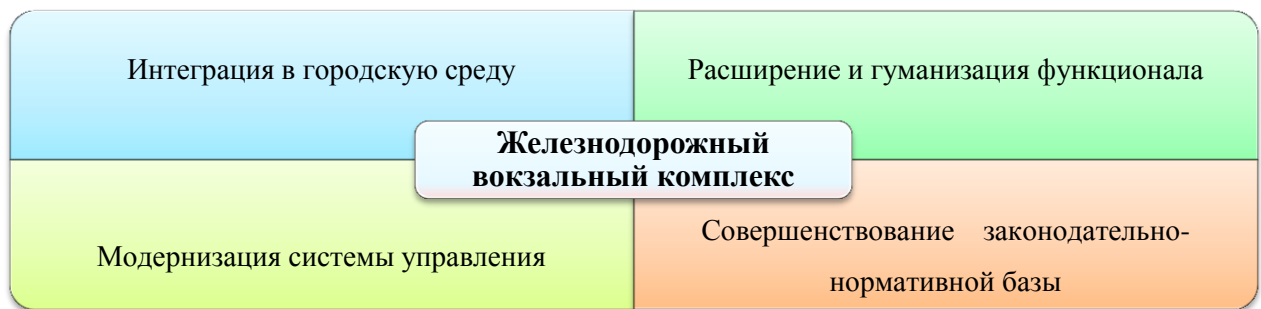 Интеграция в городскую среду
Расширение и гуманизация функционала
Железнодорожный
вокзальный комплекс
Модернизация системы управления
Совершенствование законодательно-
нормативной базы